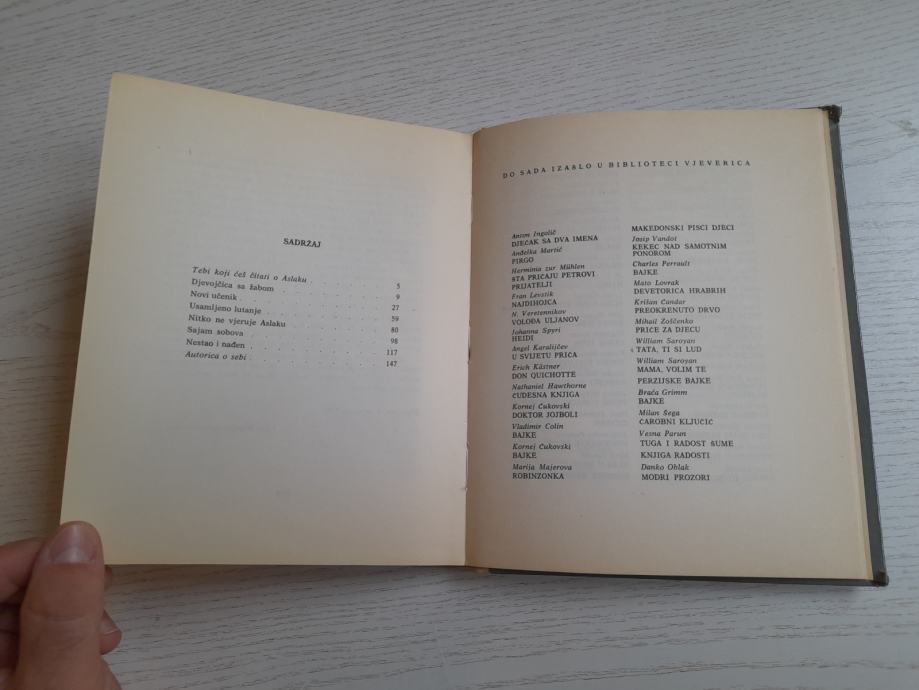 SADRŽAJ
Tebi koji ćeš čitati o Aslaku . . . . 5
Djevojčica sa žabom . . . . 9
Novi učenik . . . . 27
Usamljeno lutanje . . . . 59
Nitko ne vjeruje Aslaku . . . . 80
Sajam sobova . . . . 98
Nestao i nađen . . . . 117
Autorica o sebi . . . . 147
DO SADA IZAŠLO U BIBLIOTECI VJEVERICA
Anton Ingolič
DJEČAK SA DVA IMENA
Anđelka Martić
PIRGO
Herminia zur Mühlen
ŠTA PRIČAJU PETROVI
PRIJATELJI
Fran Levstik
NAJDIHOJCA
N. Veretennikov
VOLOĐA ULJANOV
Johanna Spyri
HEIDI
Angel Karalijčev
U SVIJETU PRIČA
Erich Kästner
DON QUICHOTTE
Nathaniel Hawthorne
ČUDESNA KNJIGA
Kornej Čukovski
DOKTOR JOJBOLI
Vladimir Colin
BAJKE
Kornej Čukovski
BAJKE
Marija Majerova
ROBINZONKA
MAKEDONSKI PISCI DJECI
Josip Vandot
KEKEC NAD SAMOTNIM
PONOROM
Charles Perrault
BAJKE
Mato Lovrak
DEVETORICA HRABRIH
Krišan Čandar
PREOKRENUTO DRVO
Mihail Zoščenko
PRIČE ZA DJECU
William Saroyan
TATA, TI SI LUD
William Saroyan
MAMA, VOLIM TE
PERZIJSKE BAJKE
Braća Grimm
BAJKE
Milan Šega
ČAROBNI KLJUČIĆ
Vesna Parun
TUGA I RADOST ŠUME
KNJIGA RADOSTI
Danko Oblak
MODRI PROZORI